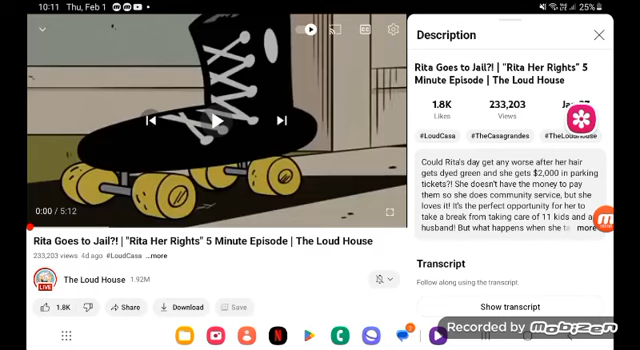 10:11 Thu, Feb 1
25%
Description
Rita Goes to Jail?! | "Rita Her Rights" 5
Minute Episode | The Loud House
1.8K
233,203
Likes
Views
#LoudCasa
#TheCasagrandes
Could Rita's day get any worse after her hair
gets dyed green and she gets $2,000 in parking
tickets?! She doesn't have the money to pay
them so she does community service, but she
loves it! It's the perfect opportunity for her to
take a break from taking care of 11 kids and a
husband! But what happens when she ta more
0:00 / 5:12
Rita Goes to Jail?! | "Rita Her Rights" 5 Minute Episode | The Loud House
233,203 views 4d ago #LoudCasa ...more
LIVE
The Loud House 1.92M
1.8K
Share
Download
Save
Transcript
Follow along using the transcript.
Show transcript
Recorded by Mobizen